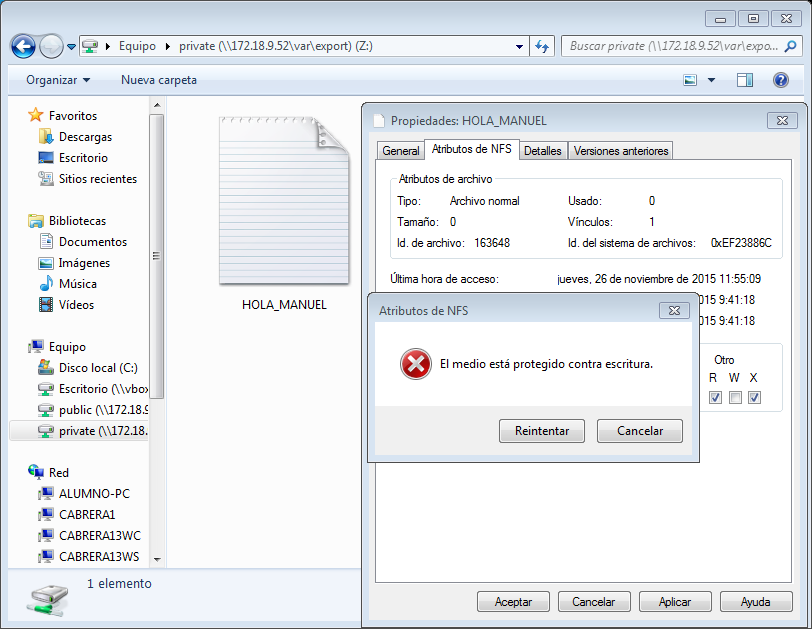 Equipo private (\\172.18.9.52\var\export) (Z:)
Buscar private (\\172.18.9.52\var\expo...
Organizar Nueva carpeta
Favoritos
Descargas
Escritorio
Sitios recientes
Bibliotecas
Documentos
Imágenes
Música
Vídeos
Equipo
Disco local (C:)
Escritorio (\\vbox
public (\\172.18.9
private (\\172.18.
Red
ALUMNO-PC
CABRERA1
CABRERA13WC
CABRERA13WS
HOLA_MANUEL
1 elemento
Propiedades: HOLA_MANUEL
General Atributos de NFS Detalles Versiones anteriores
Atributos de archivo
Tipo: Archivo normal Usado: 0
Tamaño: 0 Vínculos: 1
Id. de archivo: 163648 Id. del sistema de archivos: 0xEF23886C
Última hora de acceso: jueves, 26 de noviembre de 2015 11:55:09
015 9:41:18
015 9:41:18
Otro
R W X
Atributos de NFS
El medio está protegido contra escritura.
Reintentar Cancelar
Aceptar Cancelar Aplicar Ayuda